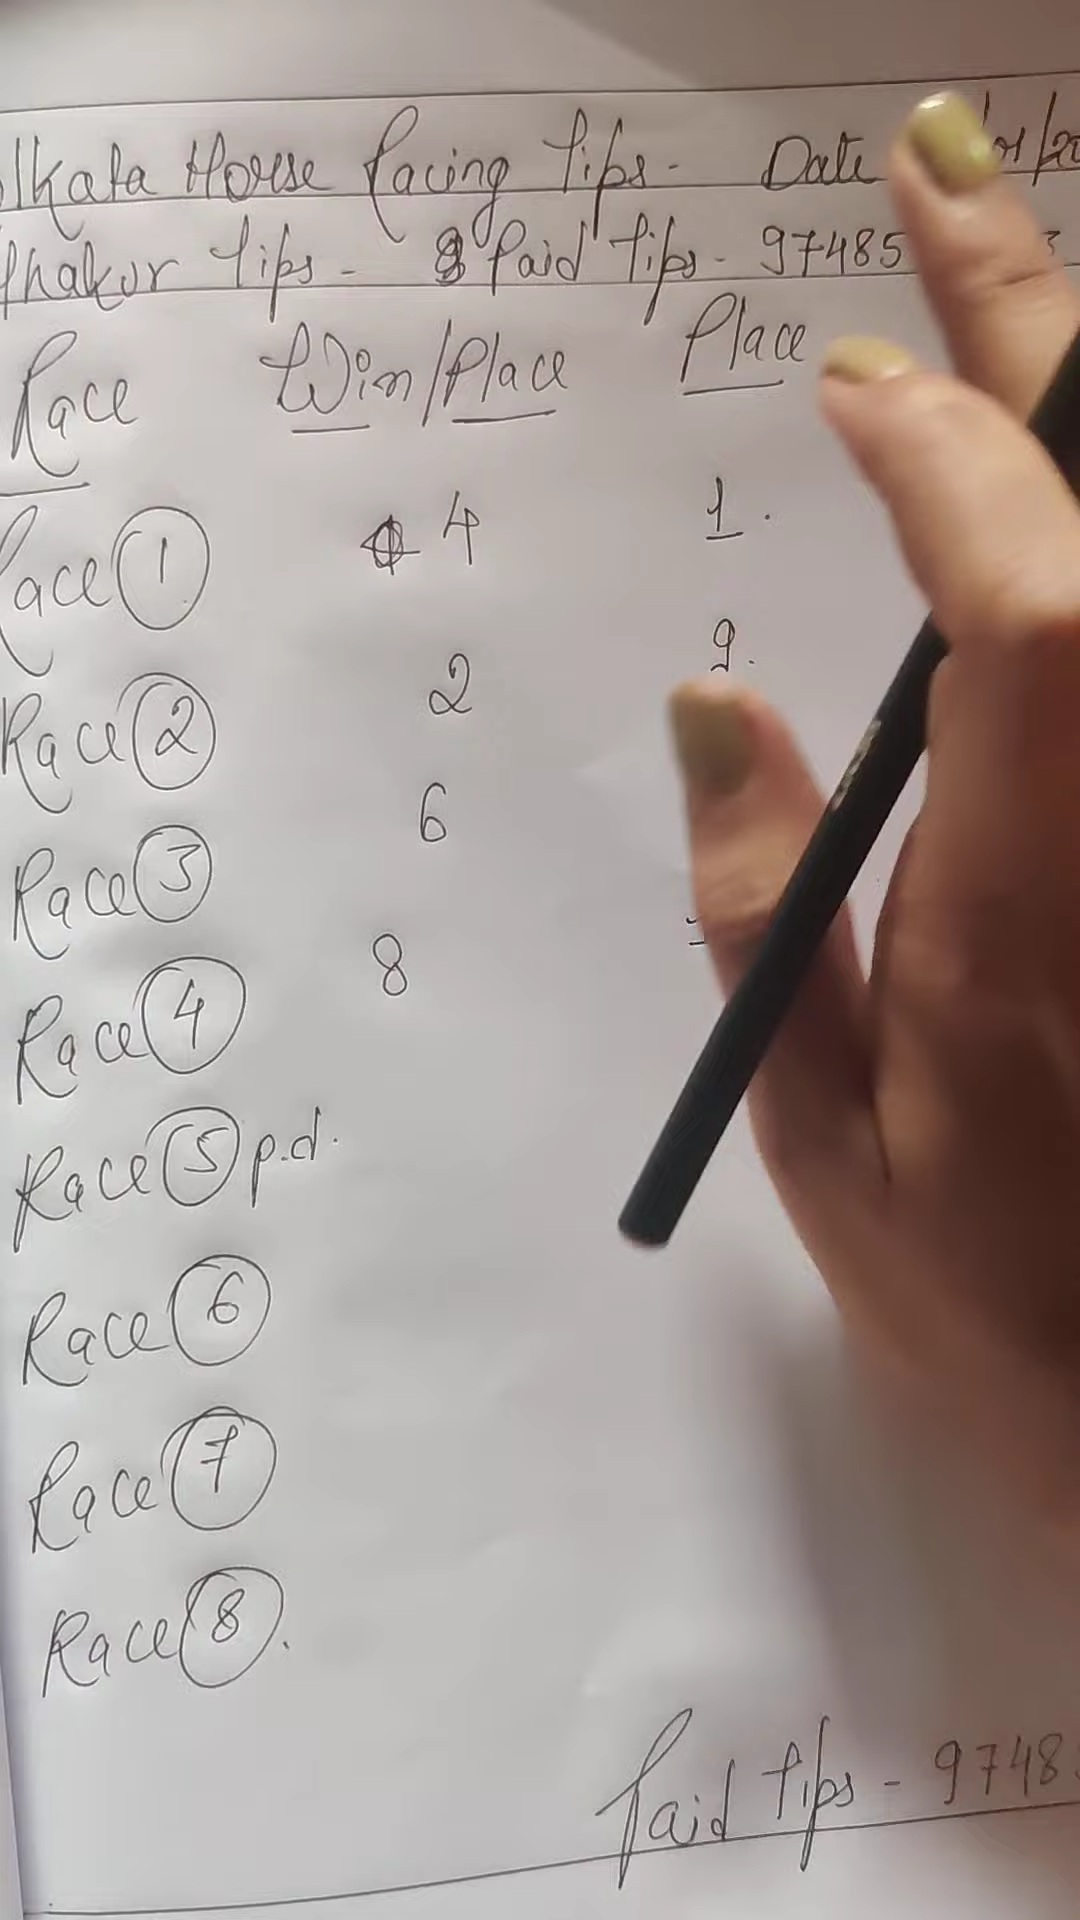 lkata Horse Racing Tips - Date
Thakur Tips - Paid Tips - 97485
Race Win/Place Place
Race 1 4 1.
Race 2 2 9.
Race 3 6
Race 4 8
Race 5 p.d.
Race 6
Race 7
Race 8.
Paid Tips - 9748